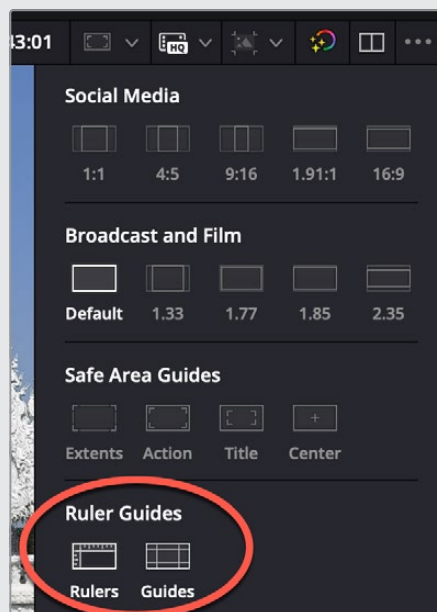 43:01
HQ
Social Media
1:1 4:5 9:16 1.91:1 16:9
Broadcast and Film
Default 1.33 1.77 1.85 2.35
Safe Area Guides
Extents Action Title Center
Ruler Guides
Rulers Guides